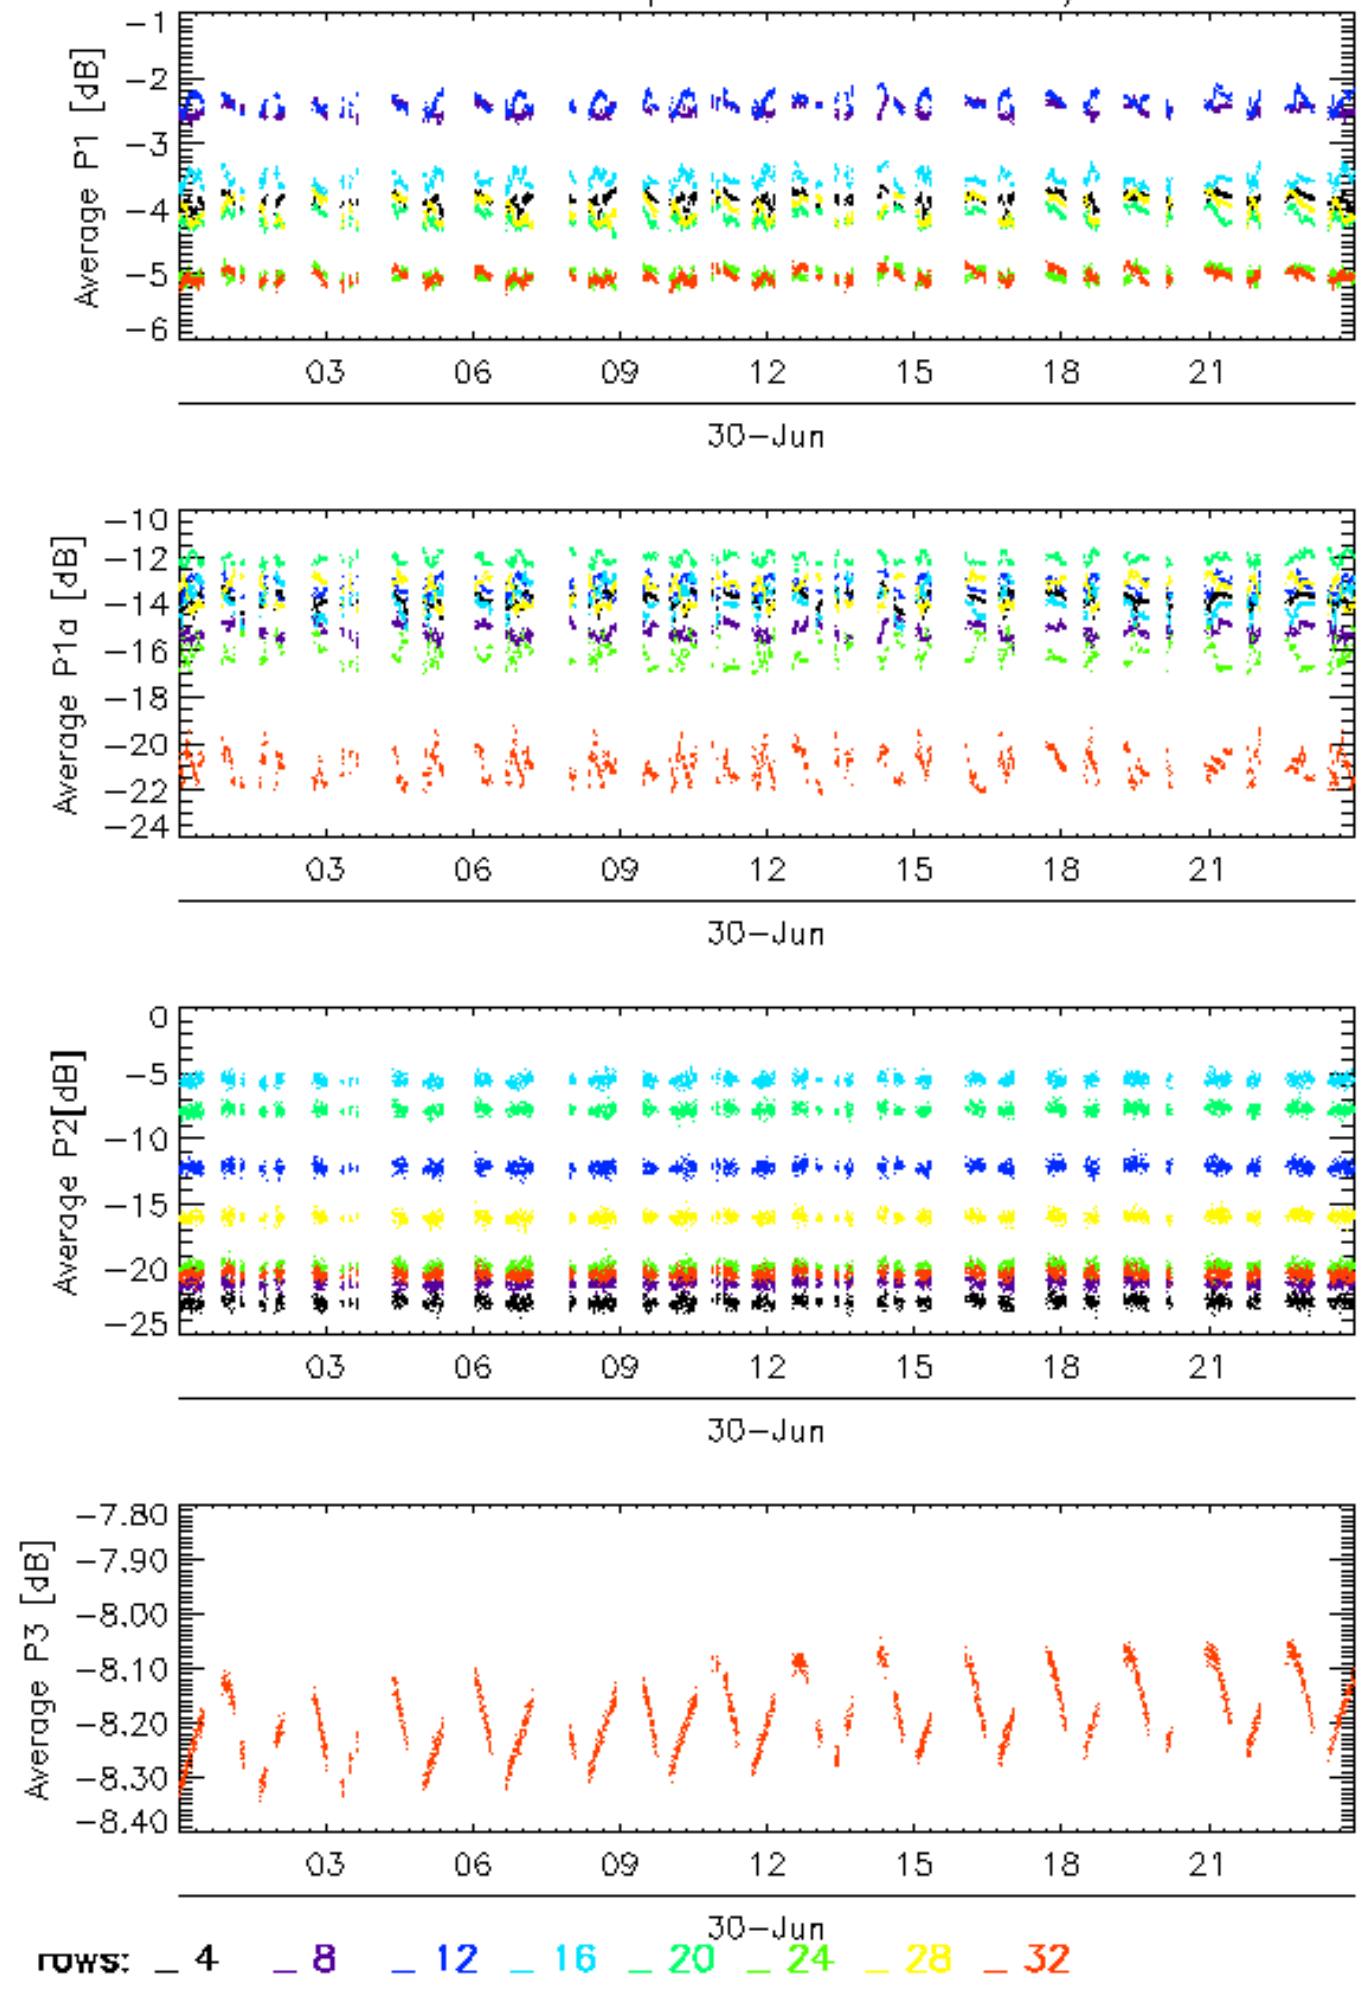 -1
-2
-3
-4
-5
-6
Average P1 [dB]
03 06 09 12 15 18 21
30-Jun
-10
-12
-14
-16
-18
-20
-22
-24
Average P1a [dB]
03 06 09 12 15 18 21
30-Jun
0
-5
-10
-15
-20
-25
Average P2[dB]
03 06 09 12 15 18 21
30-Jun
-7.80
-7.90
-8.00
-8.10
-8.20
-8.30
-8.40
Average P3 [dB]
03 06 09 12 15 18 21
30-Jun
rows: _ 4 _ 8 _ 12 _ 16 _ 20 _ 24 _ 28 _ 32